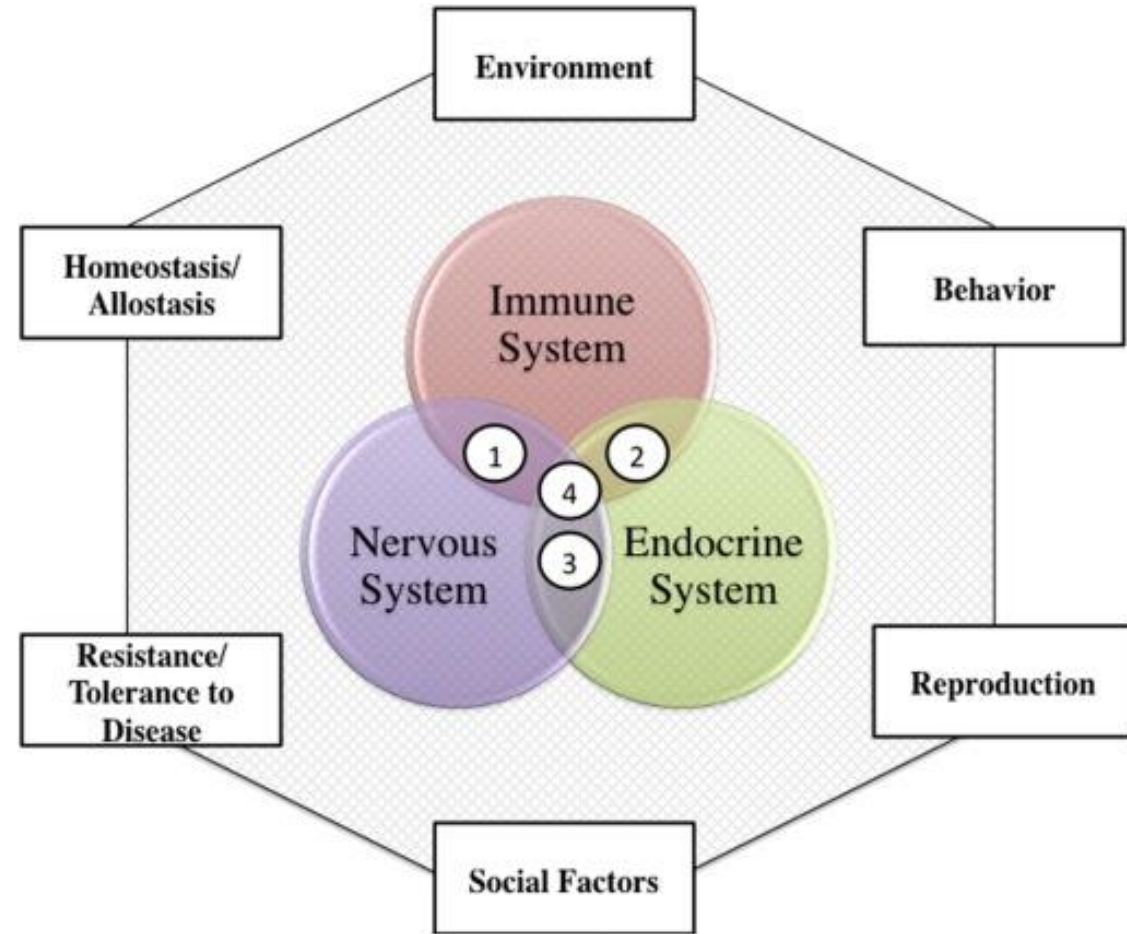 Environment
Homeostasis/
Allostasis
Behavior
Immune
System
1
2
4
3
Nervous
System
Endocrine
System
Resistance/
Tolerance to
Disease
Reproduction
Social Factors